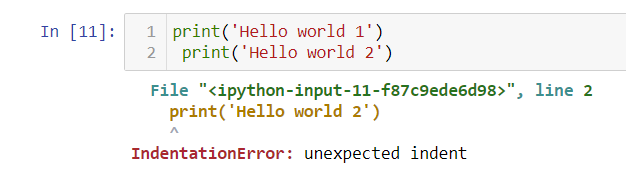 In [11]: 1 print('Hello world 1')
2  print('Hello world 2')
File "<ipython-input-11-f87c9ede6d98>", line 2
print('Hello world 2')
^
IndentationError: unexpected indent